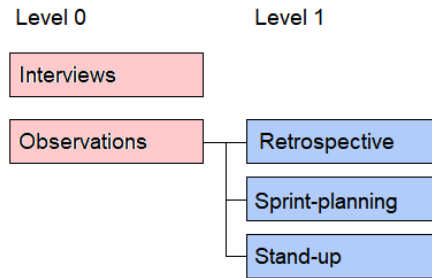 Level 0
Level 1
Interviews
Observations
Retrospective
Sprint-planning
Stand-up